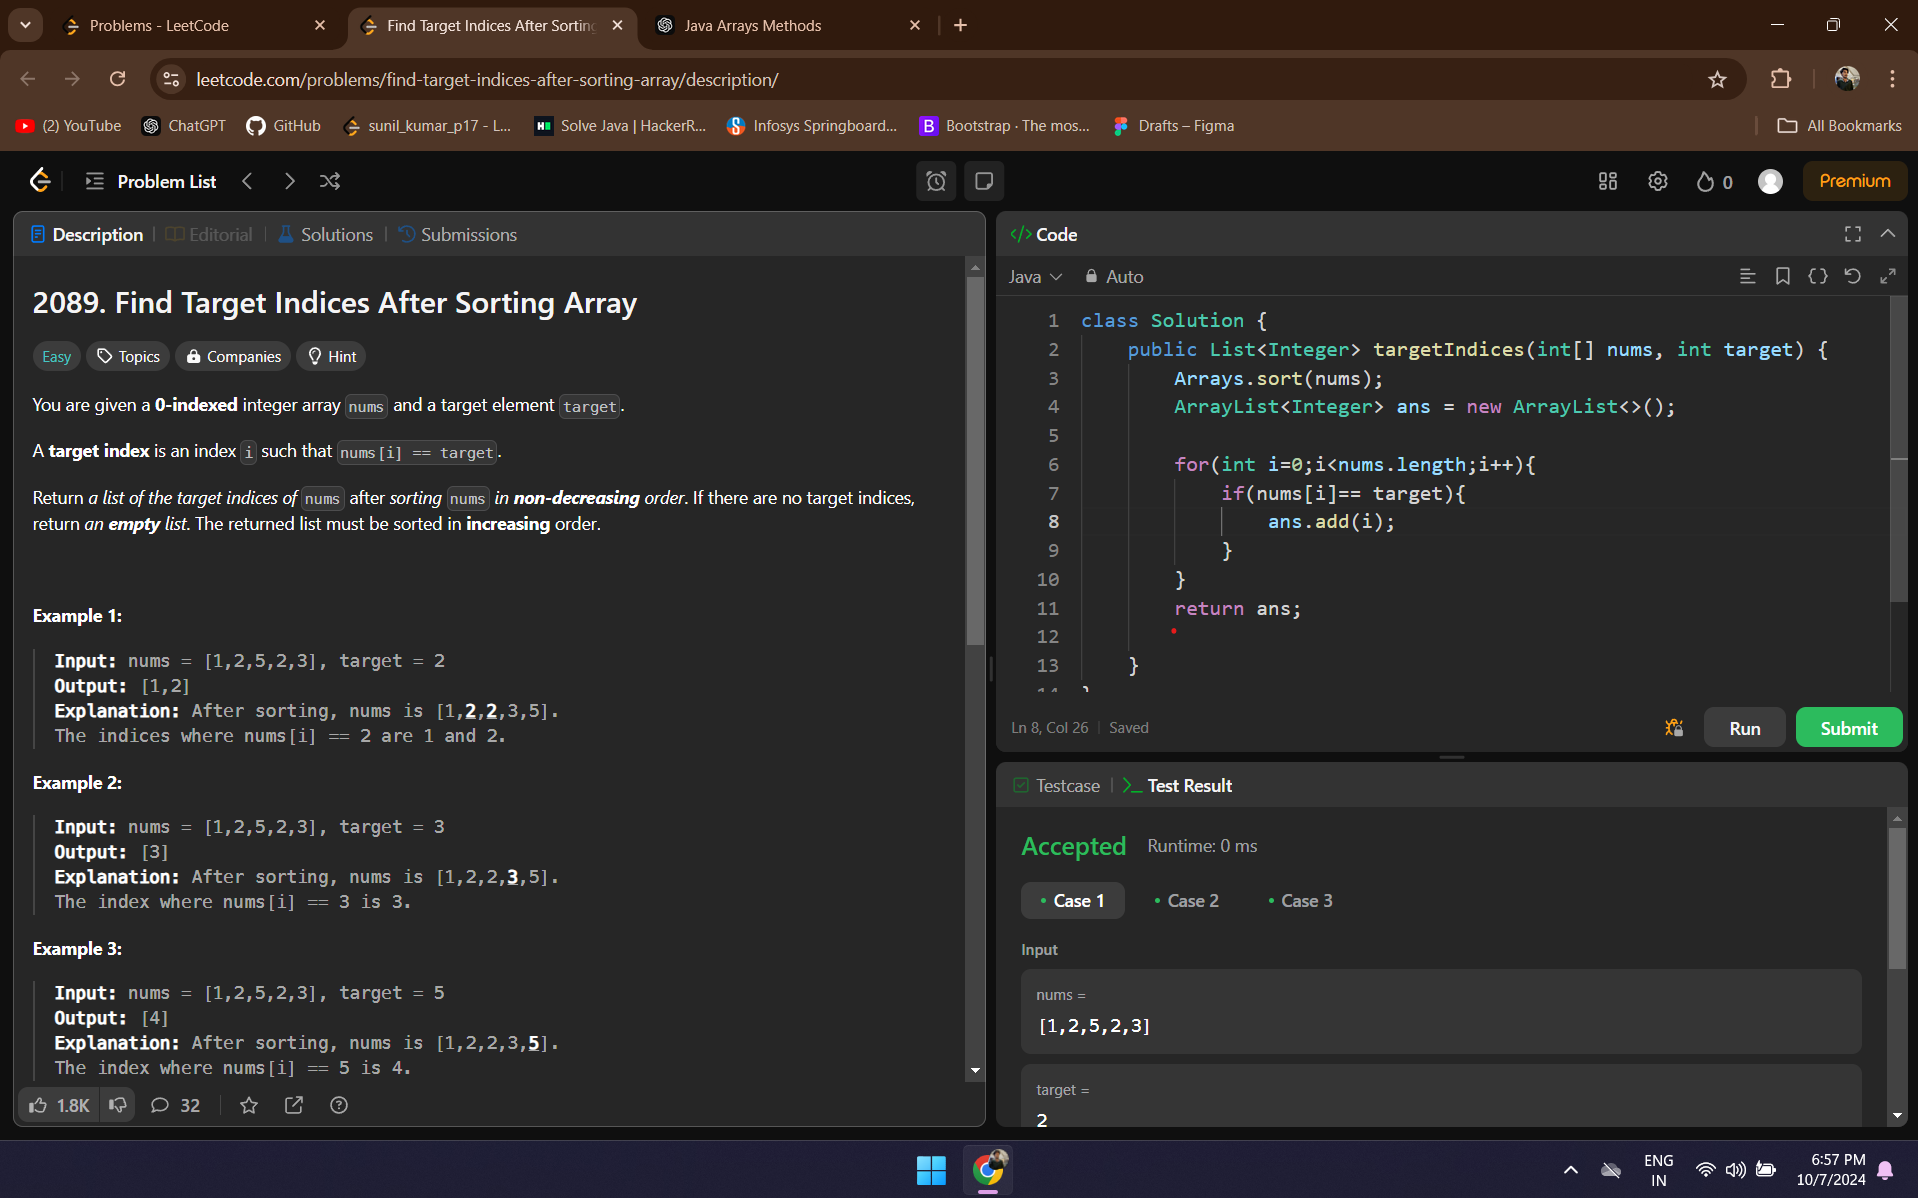 Problems - LeetCode
Find Target Indices After Sorting
Java Arrays Methods
leetcode.com/problems/find-target-indices-after-sorting-array/description/
(2) YouTube
ChatGPT
GitHub
sunil_kumar_p17 - L...
Solve Java | HackerR...
Infosys Springboard...
Bootstrap · The mos...
Drafts – Figma
All Bookmarks
Problem List
0
Premium
Description
Editorial
Solutions
Submissions
2089. Find Target Indices After Sorting Array
Easy
Topics
Companies
Hint
You are given a 0-indexed integer array nums and a target element target.
A target index is an index i such that nums[i] == target.
Return a list of the target indices of nums after sorting nums in non-decreasing order. If there are no target indices,
return an empty list. The returned list must be sorted in increasing order.
Example 1:
Input: nums = [1,2,5,2,3], target = 2
Output: [1,2]
Explanation: After sorting, nums is [1,2,2,3,5].
The indices where nums[i] == 2 are 1 and 2.
Example 2:
Input: nums = [1,2,5,2,3], target = 3
Output: [3]
Explanation: After sorting, nums is [1,2,2,3,5].
The index where nums[i] == 3 is 3.
Example 3:
Input: nums = [1,2,5,2,3], target = 5
Output: [4]
Explanation: After sorting, nums is [1,2,2,3,5].
The index where nums[i] == 5 is 4.
1.8K
32
</> Code
Java
Auto
1 class Solution {
2 public List<Integer> targetIndices(int[] nums, int target) {
3 Arrays.sort(nums);
4 ArrayList<Integer> ans = new ArrayList<>();
5
6 for(int i=0;i<nums.length;i++){
7 if(nums[i]== target){
8 ans.add(i);
9 }
10 }
11 return ans;
12
13 }
14 }
Ln 8, Col 26 | Saved
Run
Submit
Testcase
Test Result
Accepted
Runtime: 0 ms
Case 1
Case 2
Case 3
Input
nums =
[1,2,5,2,3]
target =
2
ENG
IN
6:57 PM
10/7/2024